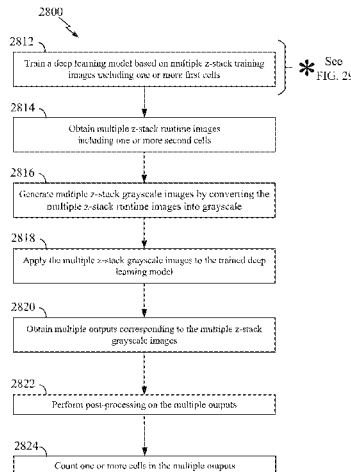 2800
2812
Train a deep learning model based on multiple z-stack training
images including one or more first cells
* See
FIG. 29
2814
Obtain multiple z-stack runtime images
including one or more second cells
2816
Generate multiple z-stack grayscale images by converting the
multiple z-stack runtime images into grayscale
2818
Apply the multiple z-stack grayscale images to the trained deep
learning model
2820
Obtain multiple outputs corresponding to the multiple z-stack
grayscale images
2822
Perform post-processing on the multiple outputs
2824
Count one or more cells in the multiple outputs